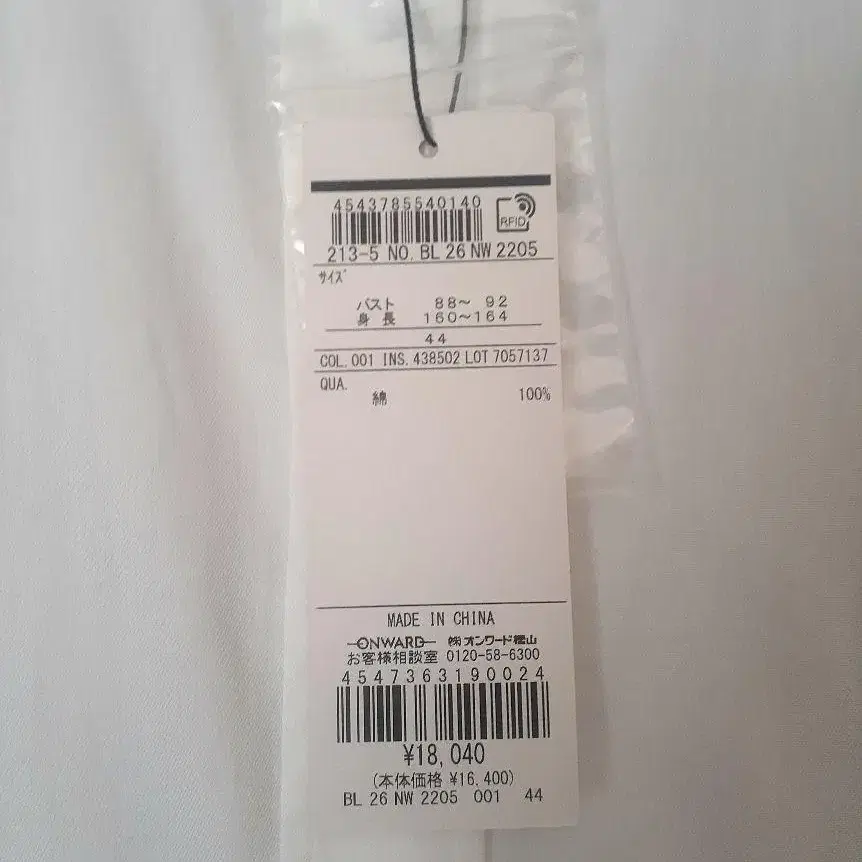 4543785540140
RFID
213-5 NO. BL 26 NW 2205
サイズ
バスト 88～ 92
身長 160～164
44
COL. 001 INS. 438502 LOT 7057137
QUA.
綿 100%
MADE IN CHINA
ONWARD ㈱オンワード樫山
お客様相談室 0120-58-6300
4547363190024
¥18,040
(本体価格 ¥16,400)
BL 26 NW 2205 001 44